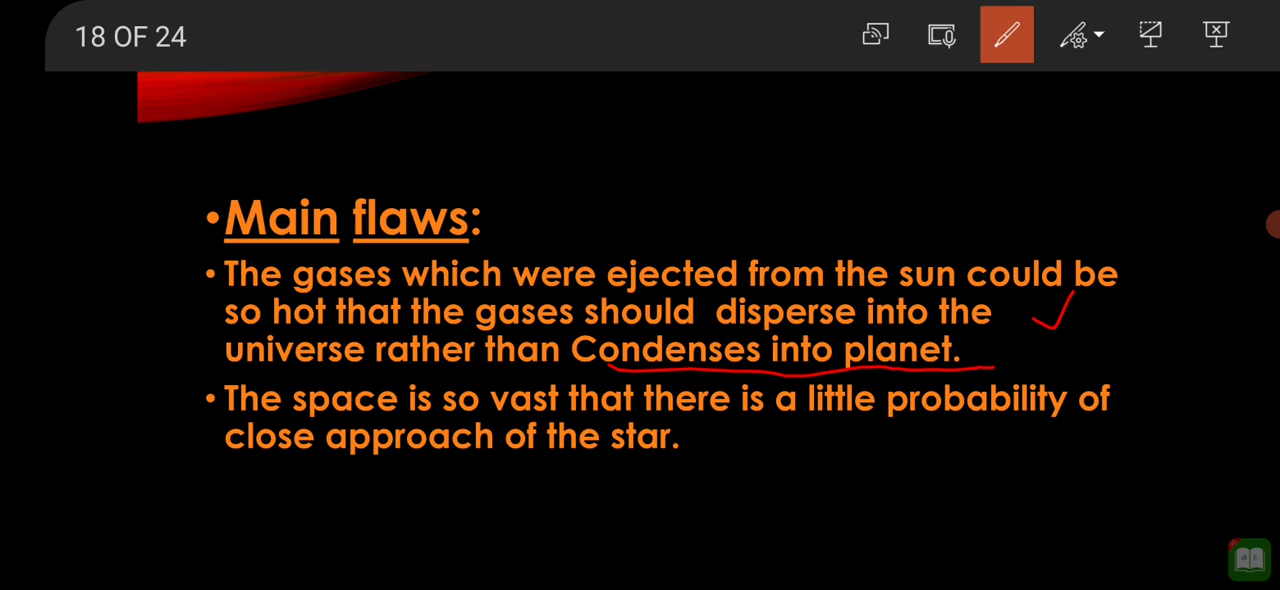 18 OF 24
•Main flaws:
• The gases which were ejected from the sun could be
so hot that the gases should disperse into the
universe rather than Condenses into planet.
• The space is so vast that there is a little probability of
close approach of the star.